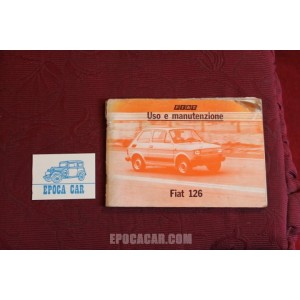 FIAT
Uso e manutenzione
Fiat 126
EPOCA CAR
EPOCACAR.COM